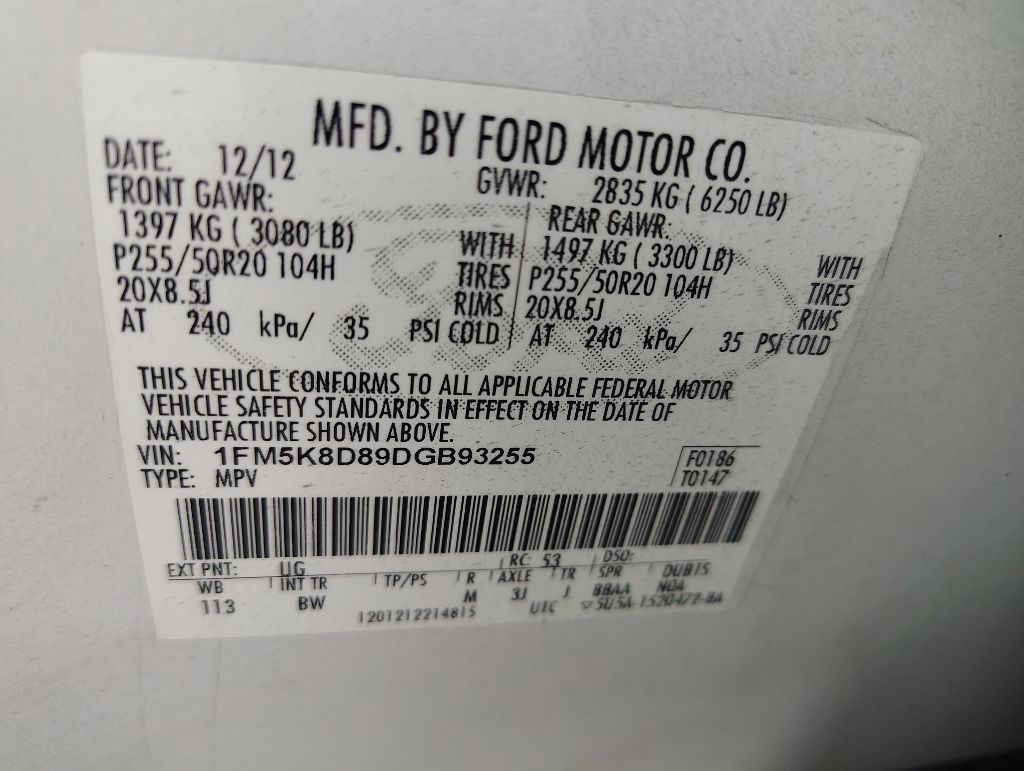 MFD. BY FORD MOTOR CO.
DATE: 12/12 GVWR: 2835 KG ( 6250 LB)
FRONT GAWR: REAR GAWR:
1397 KG ( 3080 LB) WITH 1497 KG ( 3300 LB) WITH
P255/50R20 104H TIRES P255/50R20 104H TIRES
20X8.5J RIMS 20X8.5J RIMS
AT 240 kPa/ 35 PSI COLD AT 240 kPa/ 35 PSI COLD
THIS VEHICLE CONFORMS TO ALL APPLICABLE FEDERAL MOTOR
VEHICLE SAFETY STANDARDS IN EFFECT ON THE DATE OF
MANUFACTURE SHOWN ABOVE.
VIN: 1FM5K8D89DGB93255 F0186
TYPE: MPV T0147
EXT PNT: UG RC: 53 DSO:
WB INT TR TP/PS R AXLE TR SPR DUB15
113 BW M 3J J BBAA NOA
1201212214815 UTC ▽5U5A-1520472-BA